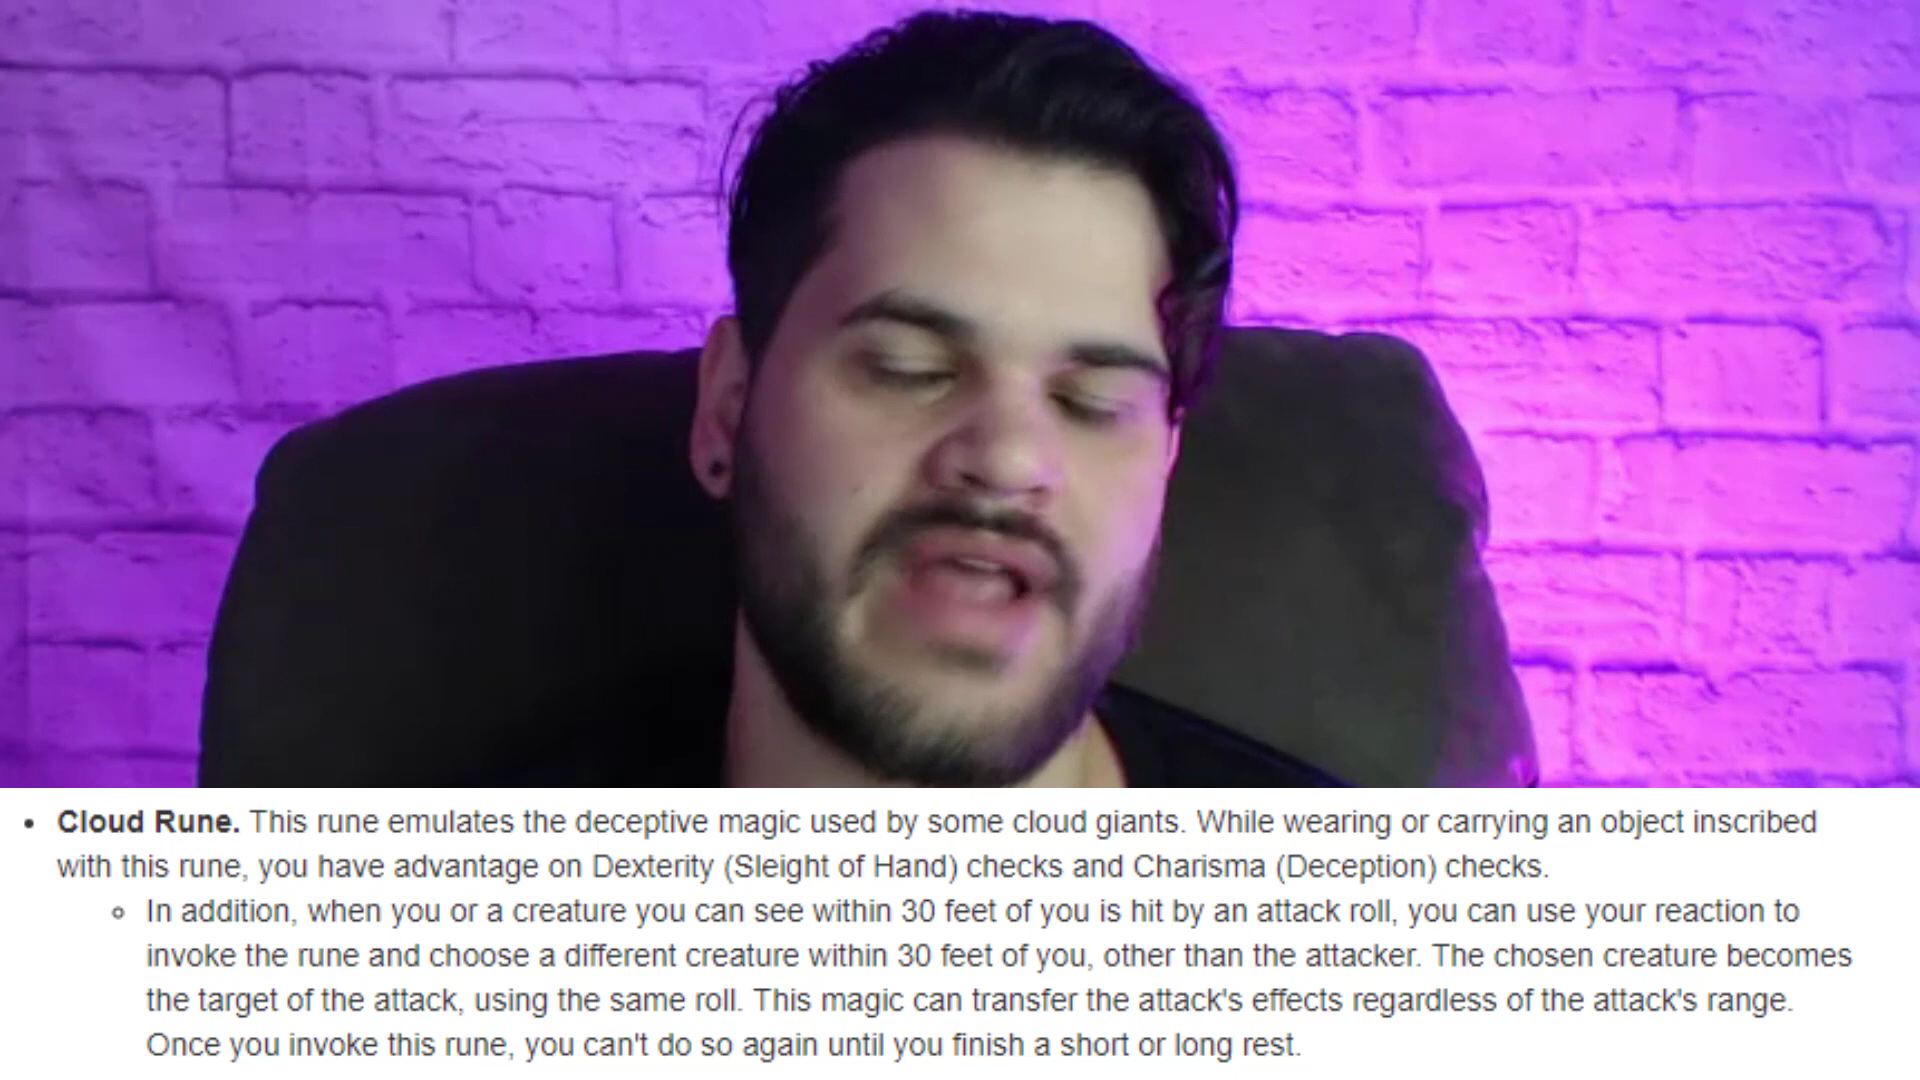 • Cloud Rune. This rune emulates the deceptive magic used by some cloud giants. While wearing or carrying an object inscribed
with this rune, you have advantage on Dexterity (Sleight of Hand) checks and Charisma (Deception) checks.
○ In addition, when you or a creature you can see within 30 feet of you is hit by an attack roll, you can use your reaction to
invoke the rune and choose a different creature within 30 feet of you, other than the attacker. The chosen creature becomes
the target of the attack, using the same roll. This magic can transfer the attack's effects regardless of the attack's range.
Once you invoke this rune, you can't do so again until you finish a short or long rest.